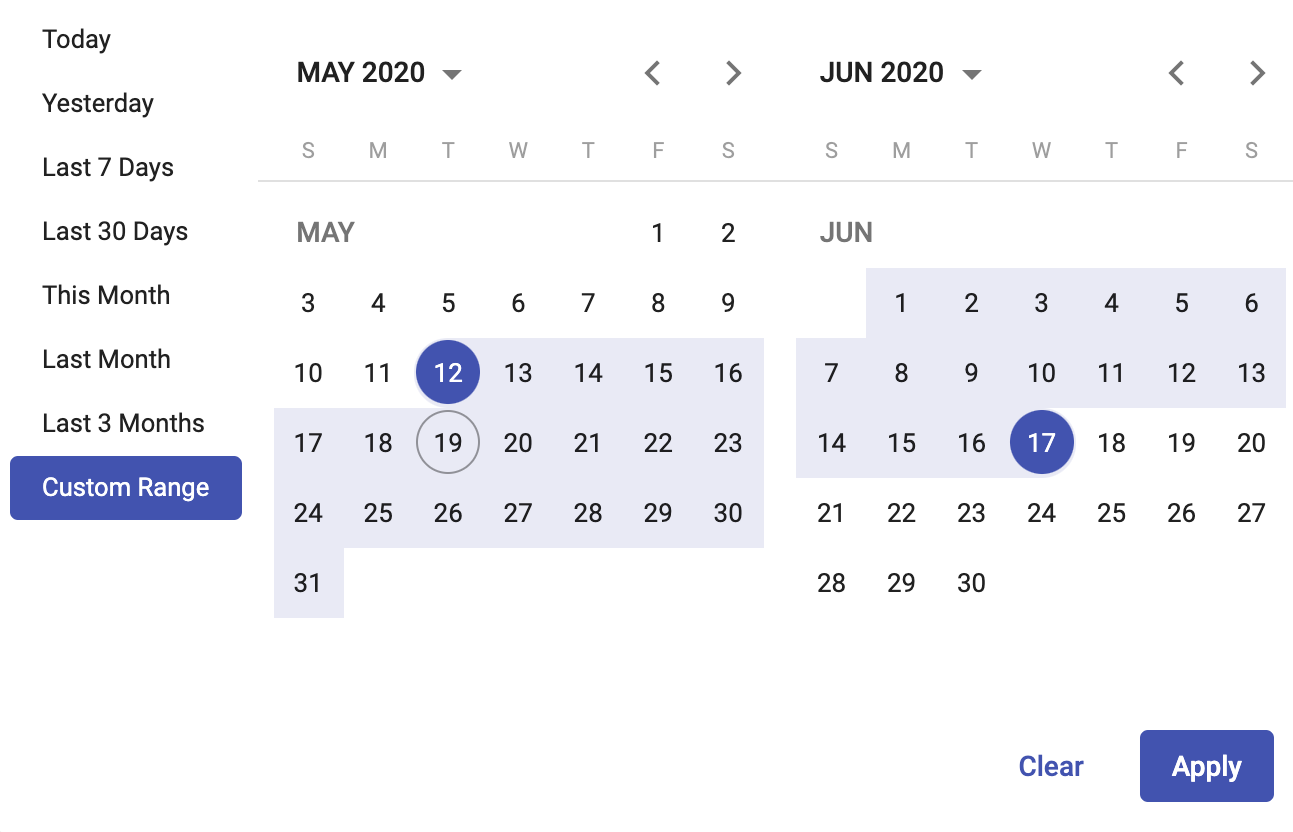 Today
Yesterday
Last 7 Days
Last 30 Days
This Month
Last Month
Last 3 Months
Custom Range
MAY 2020
S M T W T F S
MAY 1 2
3 4 5 6 7 8 9
10 11 12 13 14 15 16
17 18 19 20 21 22 23
24 25 26 27 28 29 30
31
JUN 2020
S M T W T F S
JUN
1 2 3 4 5 6
7 8 9 10 11 12 13
14 15 16 17 18 19 20
21 22 23 24 25 26 27
28 29 30
Clear Apply